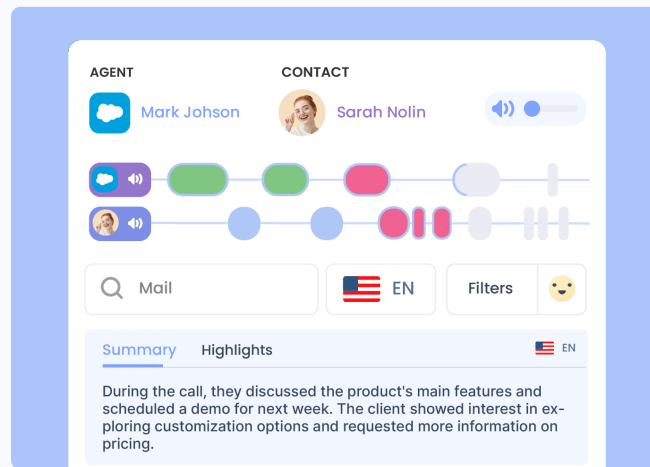 AGENT
CONTACT
Mark Johson
Sarah Nolin
Mail
EN
Filters
Summary
Highlights
EN
During the call, they discussed the product's main features and
scheduled a demo for next week. The client showed interest in ex-
ploring customization options and requested more information on
pricing.